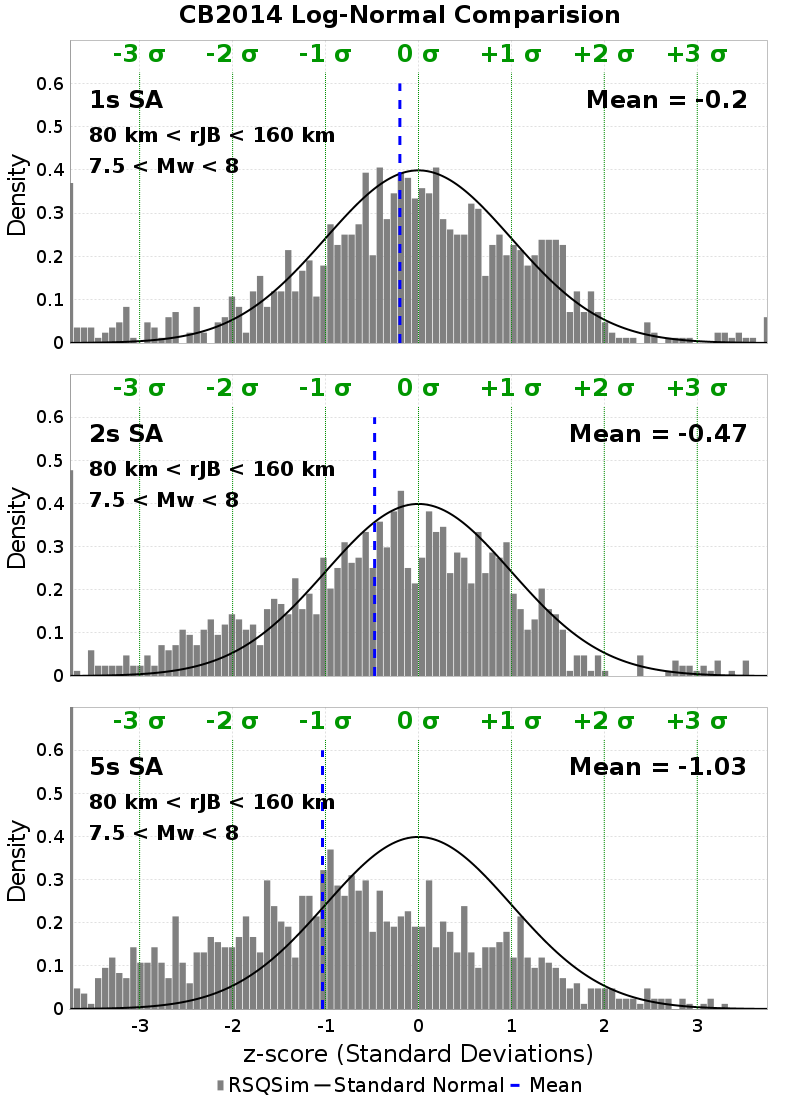 CB2014 Log-Normal Comparision
-3 σ -2 σ -1 σ 0 σ +1 σ +2 σ +3 σ
0.6
1s SA Mean = -0.2
0.5
80 km < rJB < 160 km
7.5 < Mw < 8
0.4
Density
0.3
0.2
0.1
0
-3 σ -2 σ -1 σ 0 σ +1 σ +2 σ +3 σ
0.6
2s SA Mean = -0.47
0.5
80 km < rJB < 160 km
7.5 < Mw < 8
0.4
Density
0.3
0.2
0.1
0
-3 σ -2 σ -1 σ 0 σ +1 σ +2 σ +3 σ
0.6
5s SA Mean = -1.03
0.5
80 km < rJB < 160 km
7.5 < Mw < 8
0.4
Density
0.3
0.2
0.1
0
-3 -2 -1 0 1 2 3
z-score (Standard Deviations)
RSQSim Standard Normal Mean